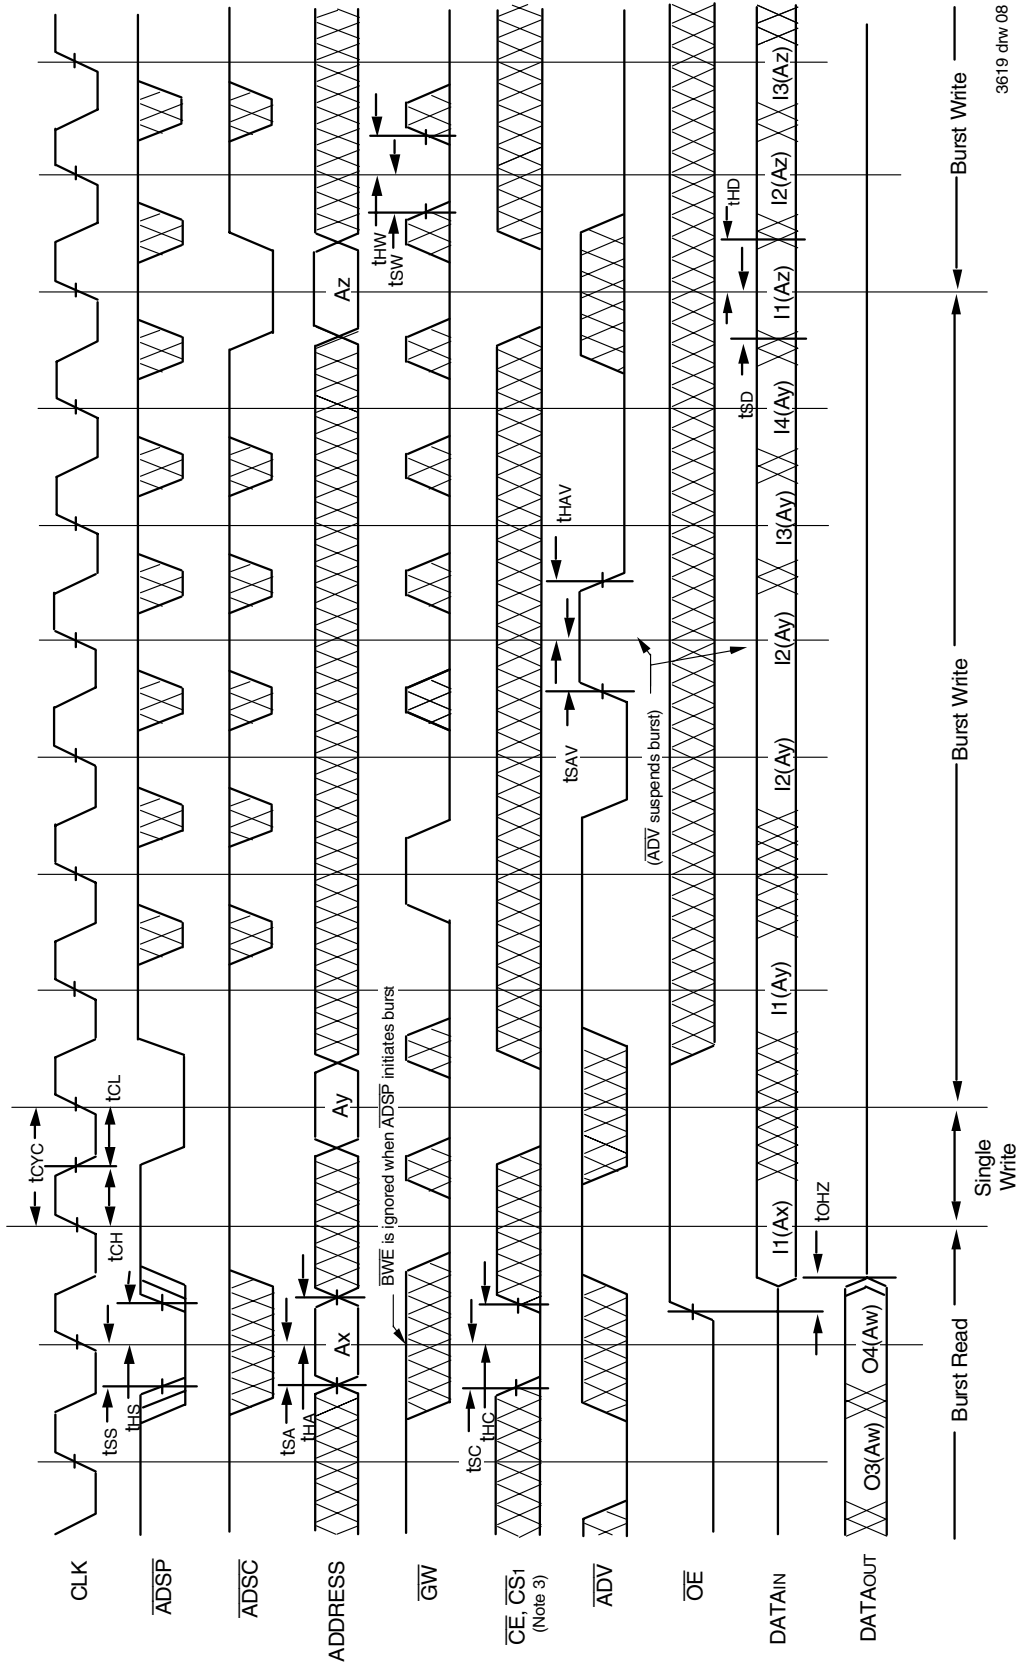 CLK
tCYC
tCH
tCL
ADSP
tSS
tHS
ADSC
ADDRESS
Ax
Ay
Az
tSA
tHA
tHW
tSW
GW
BWE is ignored when ADSP initiates burst
CE, CS1
(Note 3)
tSC
tHC
ADV
tSAV
tHAV
(ADV suspends burst)
OE
tSD
tHD
DATAIN
I1(Ax)
I1(Ay)
I2(Ay)
I2(Ay)
I3(Ay)
I4(Ay)
I1(Az)
I2(Az)
I3(Az)
tOHZ
DATAOUT
O3(Aw)
O4(Aw)
Burst Read
Single
Write
Burst Write
Burst Write
3619 drw 08